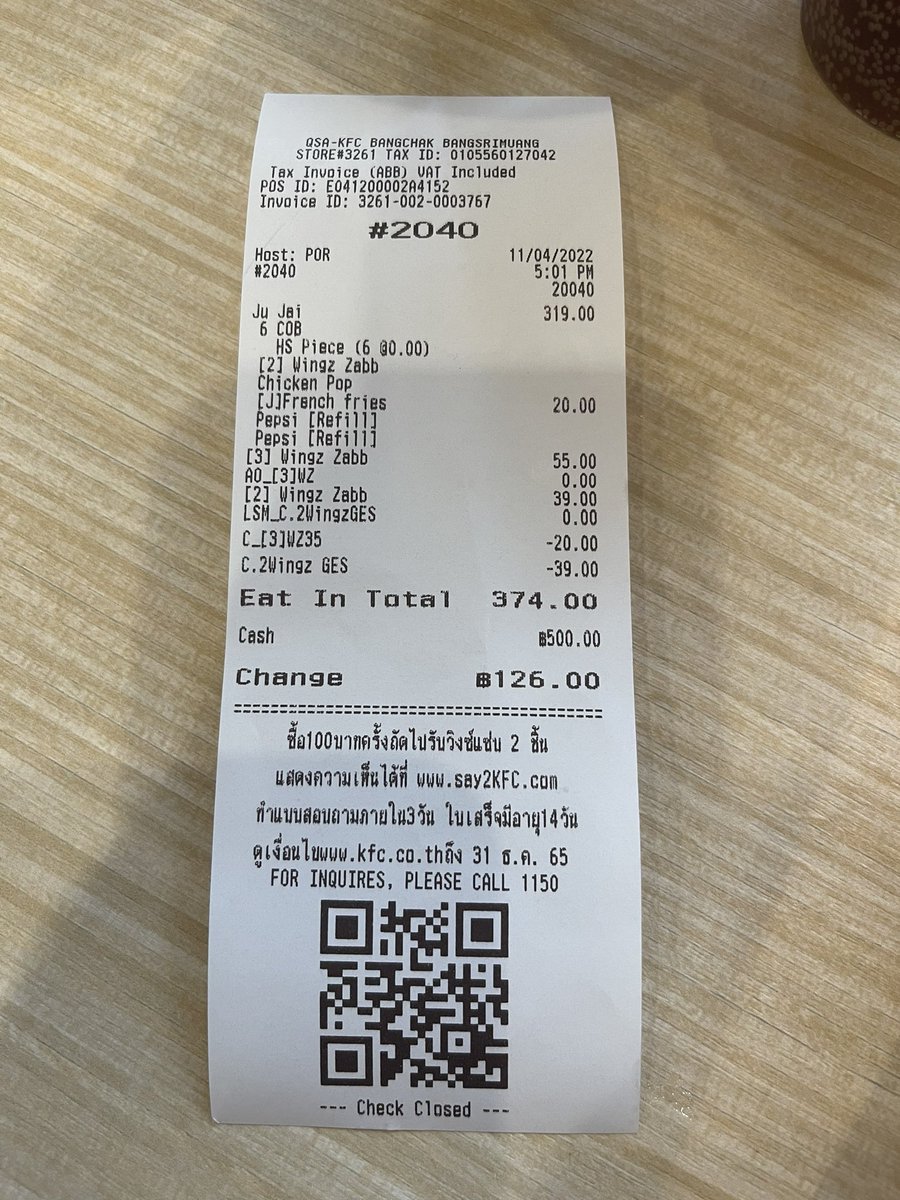 QSA-KFC BANGCHAK BANGSRIMUANG
STORE#3261 TAX ID: 0105560127042
Tax Invoice (ABB) VAT Included
POS ID: E041200002A4152
Invoice ID: 3261-002-0003767
#2040
Host: POR 11/04/2022
#2040 5:01 PM
20040
Ju Jai 319.00
6 COB
HS Piece (6 @0.00)
[2] Wingz Zabb
Chicken Pop
[J]French fries 20.00
Pepsi [Refill]
Pepsi [Refill]
[3] Wingz Zabb 55.00
AO_[3]WZ 0.00
[2] Wingz Zabb 39.00
LSM_C.2WingzGES 0.00
C_[3]WZ35 -20.00
C.2Wingz GES -39.00
Eat In Total 374.00
Cash ฿500.00
Change ฿126.00
==========================================
ซื้อ100บาทครั้งถัดไปรับวิงซ์แซ่บ 2 ชิ้น
แสดงความเห็นได้ที่ www.say2KFC.com
ทำแบบสอบถามภายใน3วัน ใบเสร็จมีอายุ14วัน
ดูเงื่อนไขwww.kfc.co.thถึง 31 ธ.ค. 65
FOR INQUIRES, PLEASE CALL 1150
--- Check Closed ---